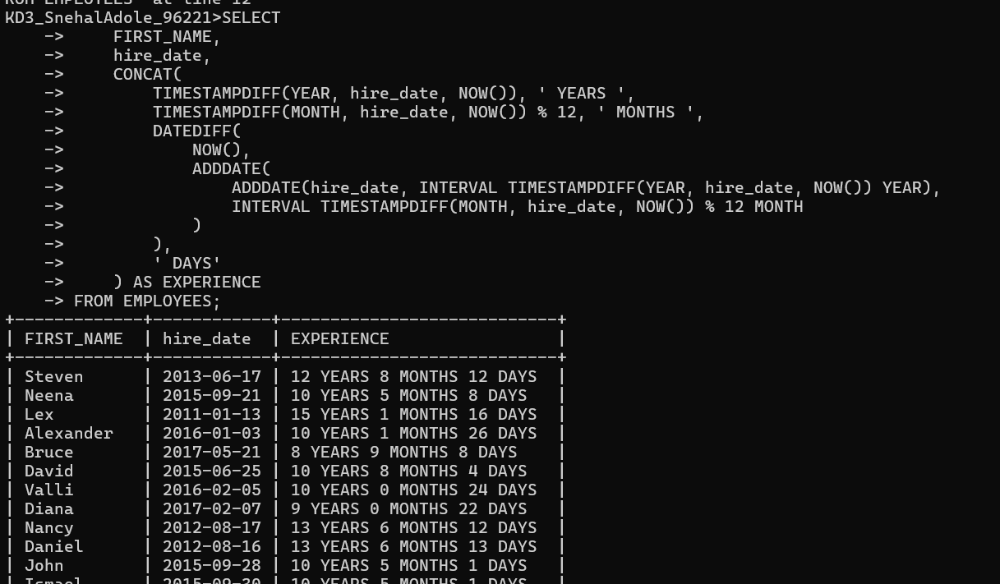 ROM EMPLOYEES' at line 12
KD3_SnehalAdole_96221>SELECT
    ->     FIRST_NAME,
    ->     hire_date,
    ->     CONCAT(
    ->         TIMESTAMPDIFF(YEAR, hire_date, NOW()), ' YEARS ',
    ->         TIMESTAMPDIFF(MONTH, hire_date, NOW()) % 12, ' MONTHS ',
    ->         DATEDIFF(
    ->             NOW(),
    ->             ADDDATE(
    ->                 ADDDATE(hire_date, INTERVAL TIMESTAMPDIFF(YEAR, hire_date, NOW()) YEAR),
    ->                 INTERVAL TIMESTAMPDIFF(MONTH, hire_date, NOW()) % 12 MONTH
    ->             )
    ->         ),
    ->         ' DAYS'
    ->     ) AS EXPERIENCE
    -> FROM EMPLOYEES;
+-------------+------------+----------------------------+
| FIRST_NAME  | hire_date  | EXPERIENCE                 |
+-------------+------------+----------------------------+
| Steven      | 2013-06-17 | 12 YEARS 8 MONTHS 12 DAYS  |
| Neena       | 2015-09-21 | 10 YEARS 5 MONTHS 8 DAYS   |
| Lex         | 2011-01-13 | 15 YEARS 1 MONTHS 16 DAYS  |
| Alexander   | 2016-01-03 | 10 YEARS 1 MONTHS 26 DAYS  |
| Bruce       | 2017-05-21 | 8 YEARS 9 MONTHS 8 DAYS    |
| David       | 2015-06-25 | 10 YEARS 8 MONTHS 4 DAYS   |
| Valli       | 2016-02-05 | 10 YEARS 0 MONTHS 24 DAYS  |
| Diana       | 2017-02-07 | 9 YEARS 0 MONTHS 22 DAYS   |
| Nancy       | 2012-08-17 | 13 YEARS 6 MONTHS 12 DAYS  |
| Daniel      | 2012-08-16 | 13 YEARS 6 MONTHS 13 DAYS  |
| John        | 2015-09-28 | 10 YEARS 5 MONTHS 1 DAYS   |
| Ismael      | 2015-09-30 | 10 YEARS 5 MONTHS 1 DAYS   |